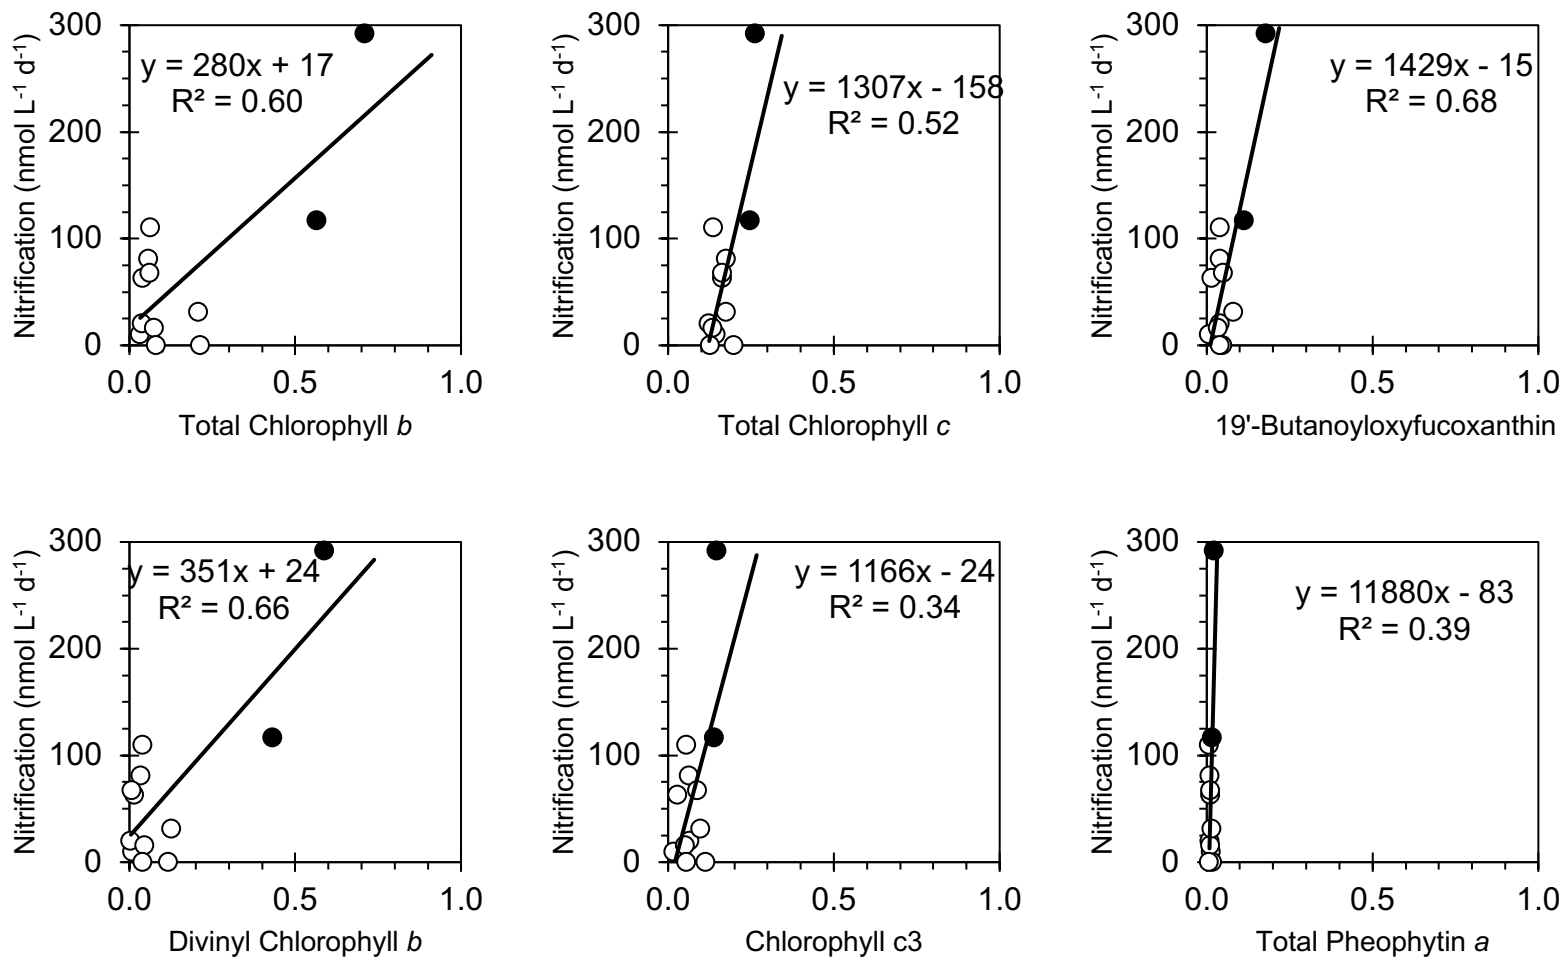 Nitrification (nmol L⁻¹ d⁻¹)
300
200
100
0
y = 280x + 17
R² = 0.60
0.0 0.5 1.0
Total Chlorophyll b
Nitrification (nmol L⁻¹ d⁻¹)
300
200
100
0
y = 1307x - 158
R² = 0.52
0.0 0.5 1.0
Total Chlorophyll c
Nitrification (nmol L⁻¹ d⁻¹)
300
200
100
0
y = 1429x - 15
R² = 0.68
0.0 0.5 1.0
19'-Butanoyloxyfucoxanthin
Nitrification (nmol L⁻¹ d⁻¹)
300
200
100
0
y = 351x + 24
R² = 0.66
0.0 0.5 1.0
Divinyl Chlorophyll b
Nitrification (nmol L⁻¹ d⁻¹)
300
200
100
0
y = 1166x - 24
R² = 0.34
0.0 0.5 1.0
Chlorophyll c3
Nitrification (nmol L⁻¹ d⁻¹)
300
200
100
0
y = 11880x - 83
R² = 0.39
0.0 0.5 1.0
Total Pheophytin a